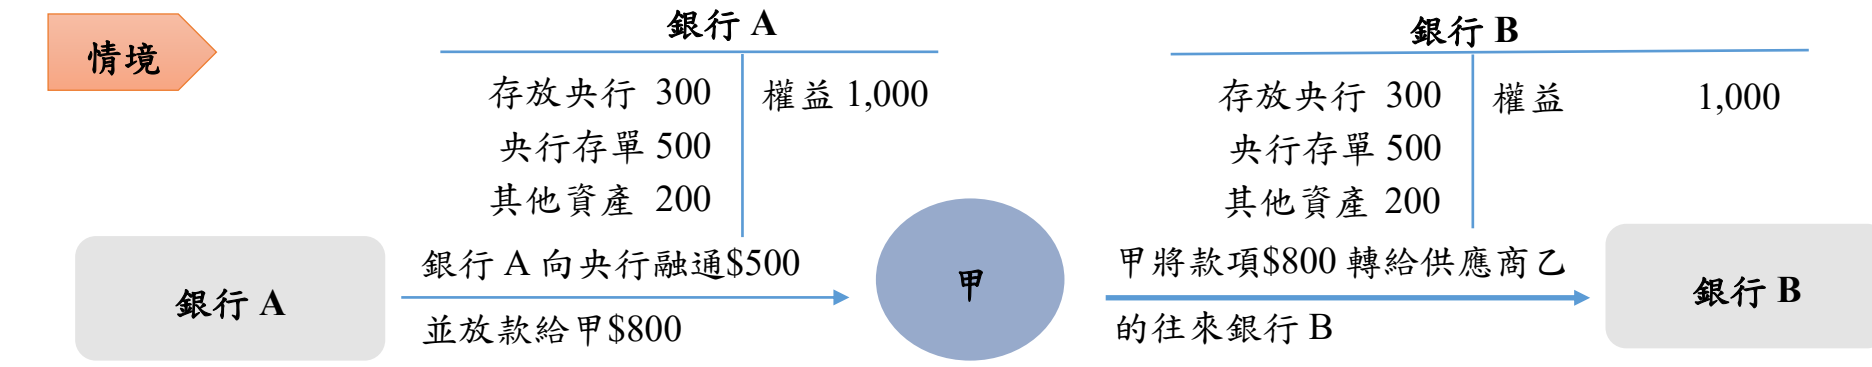 情境
銀行 A
存放央行 300 權益 1,000
央行存單 500
其他資產 200
銀行 B
存放央行 300 權益 1,000
央行存單 500
其他資產 200
銀行 A
銀行 A 向央行融通$500
並放款給甲$800
甲
甲將款項$800 轉給供應商乙
的往來銀行 B
銀行 B